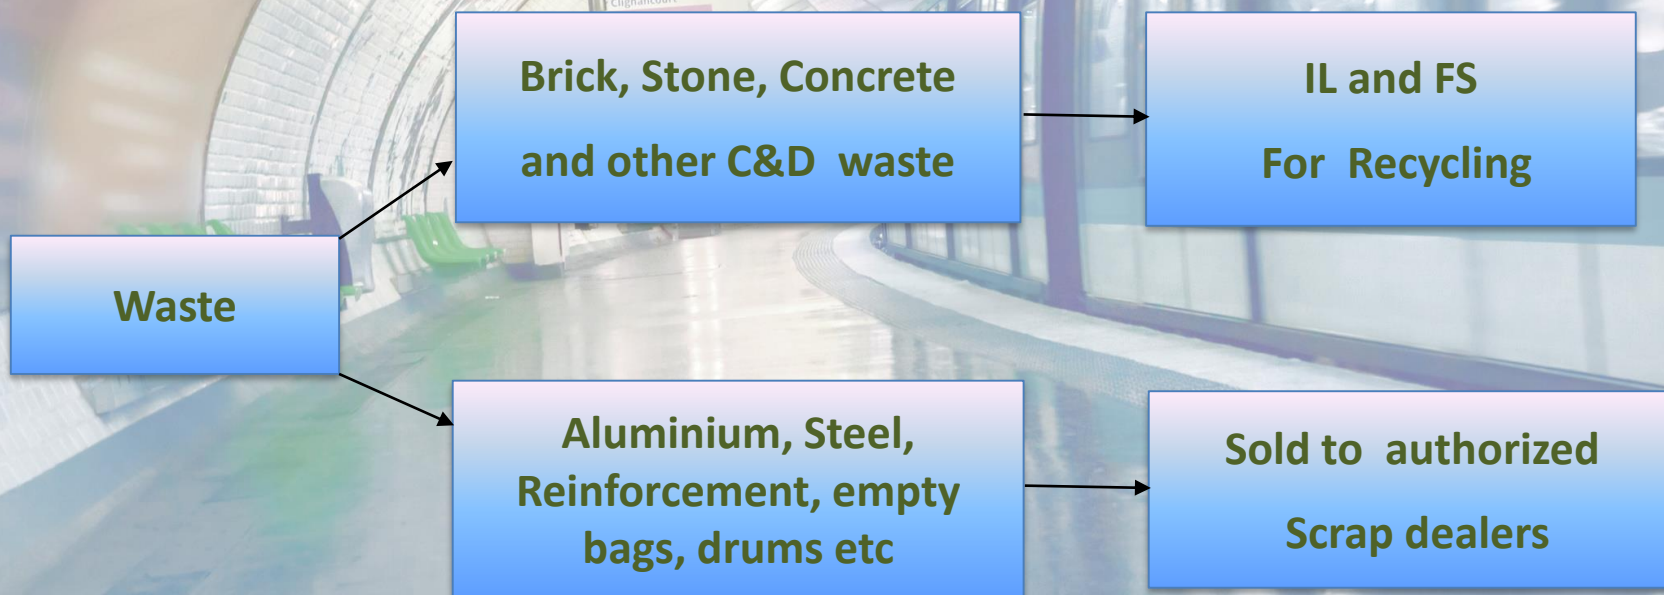 Clignancourt
Brick, Stone, Concrete
and other C&D waste
IL and FS
For Recycling
Waste
Aluminium, Steel,
Reinforcement, empty
bags, drums etc
Sold to authorized
Scrap dealers